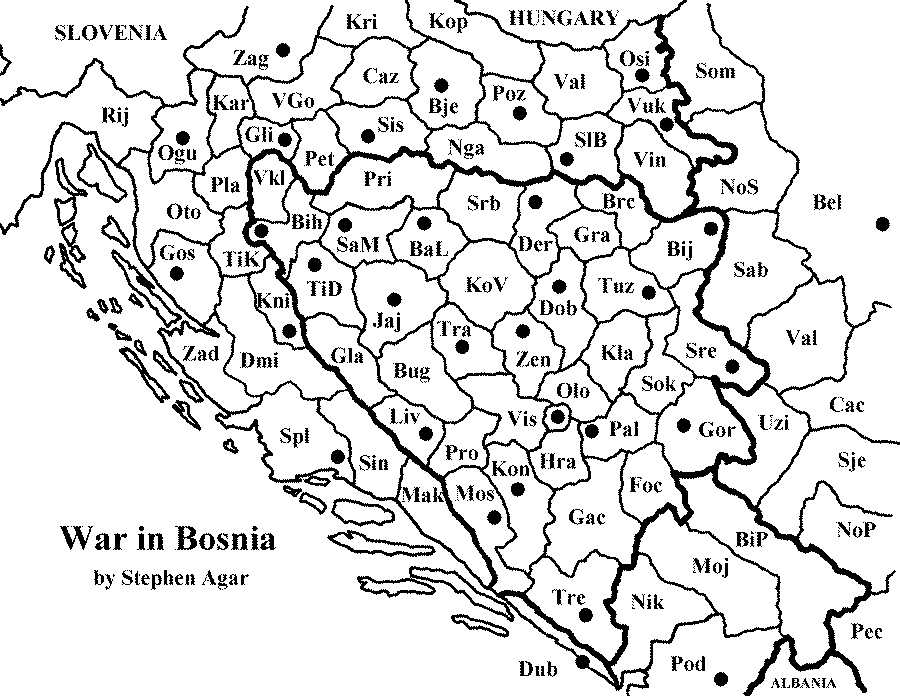 SLOVENIA
Kri
Kop
HUNGARY
Zag
Caz
Bje
Poz
Val
Osi
Som
Rij
Kar
VGo
Vuk
Ogu
Gli
Pet
Sis
Nga
SlB
Vin
Pla
Vkl
Pri
NoS
Oto
Bih
SaM
BaL
Srb
Der
Brc
Gra
Bij
Bel
Gos
TiK
TiD
KoV
Dob
Tuz
Sab
Kni
Jaj
Tra
Zen
Kla
Sre
Val
Zad
Dmi
Gla
Bug
Olo
Sok
Cac
Spl
Sin
Liv
Pro
Vis
Pal
Gor
Uzi
Sje
Mak
Mos
Kon
Hra
Foc
NoP
War in Bosnia
by Stephen Agar
Gac
BiP
Moj
Tre
Nik
Pec
Dub
Pod
ALBANIA